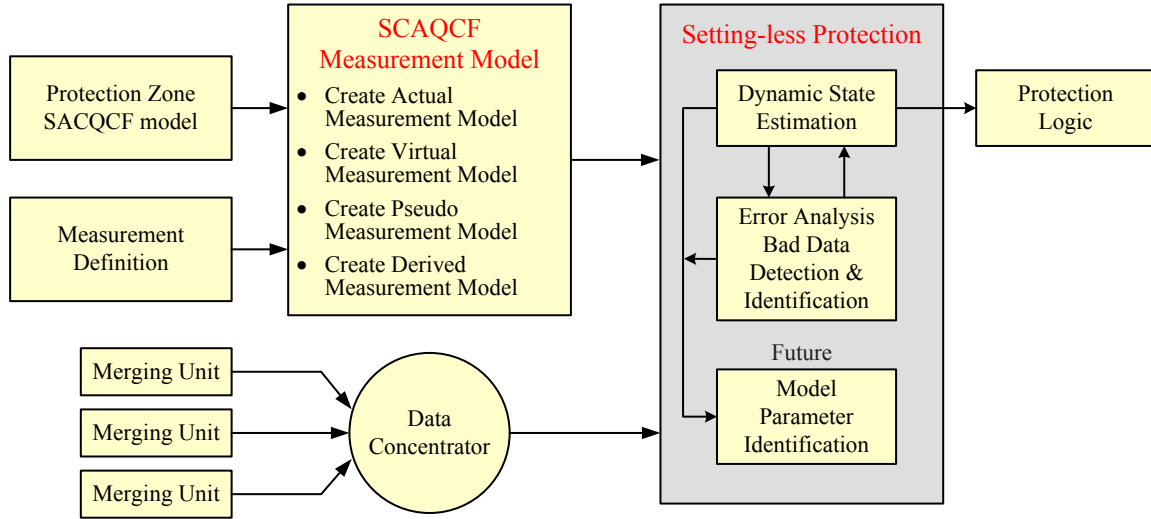 Protection Zone
SACQCF model
Measurement
Definition
SCAQCF
Measurement Model
• Create Actual
Measurement Model
• Create Virtual
Measurement Model
• Create Pseudo
Measurement Model
• Create Derived
Measurement Model
Merging Unit
Merging Unit
Merging Unit
Data
Concentrator
Setting-less Protection
Dynamic State
Estimation
Error Analysis
Bad Data
Detection &
Identification
Future
Model
Parameter
Identification
Protection
Logic